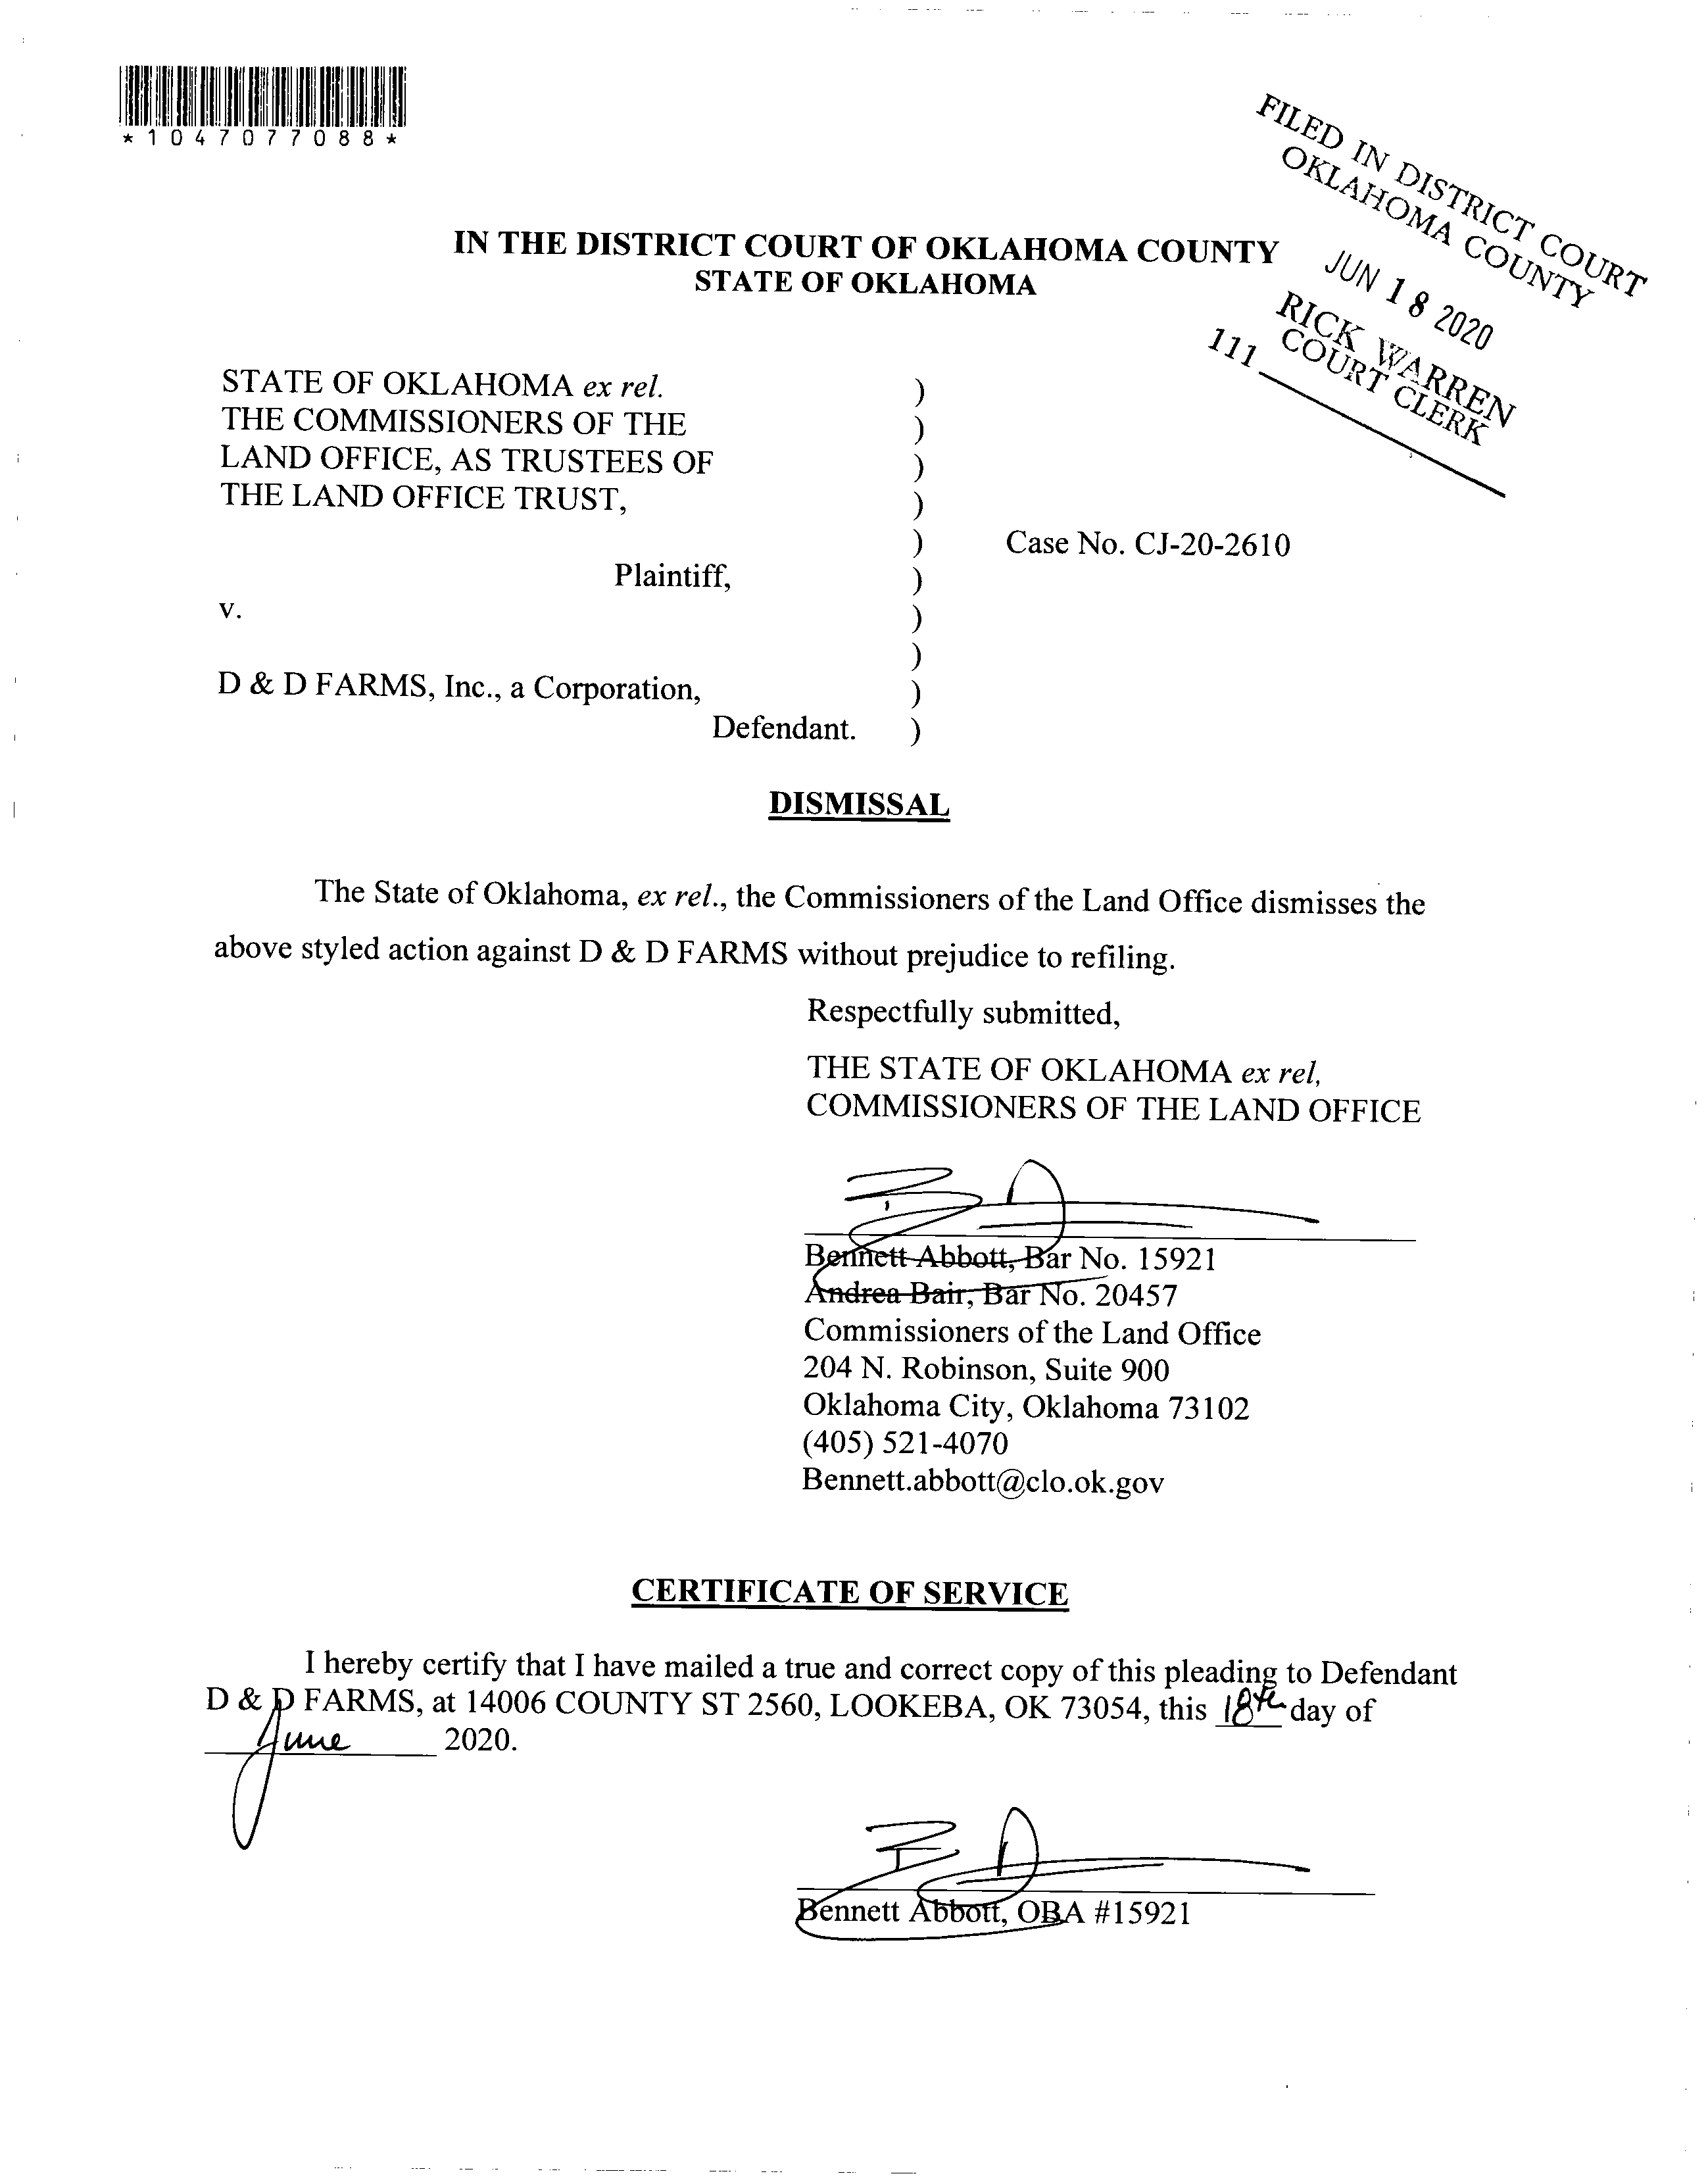 *1047077088*
FILED IN DISTRICT COURT
OKLAHOMA COUNTY
JUN 18 2020
RICK WARREN
COURT CLERK
111
IN THE DISTRICT COURT OF OKLAHOMA COUNTY
STATE OF OKLAHOMA
STATE OF OKLAHOMA ex rel. )
THE COMMISSIONERS OF THE )
LAND OFFICE, AS TRUSTEES OF )
THE LAND OFFICE TRUST, )
) Case No. CJ-20-2610
Plaintiff, )
v. )
)
D & D FARMS, Inc., a Corporation, )
Defendant. )
DISMISSAL
The State of Oklahoma, ex rel., the Commissioners of the Land Office dismisses the
above styled action against D & D FARMS without prejudice to refiling.
Respectfully submitted,
THE STATE OF OKLAHOMA ex rel,
COMMISSIONERS OF THE LAND OFFICE
Bennett Abbott, Bar No. 15921
Andrea Bair, Bar No. 20457
Commissioners of the Land Office
204 N. Robinson, Suite 900
Oklahoma City, Oklahoma 73102
(405) 521-4070
Bennett.abbott@clo.ok.gov
CERTIFICATE OF SERVICE
I hereby certify that I have mailed a true and correct copy of this pleading to Defendant
D & D FARMS, at 14006 COUNTY ST 2560, LOOKEBA, OK 73054, this 18th day of
June 2020.
Bennett Abbott, OBA #15921